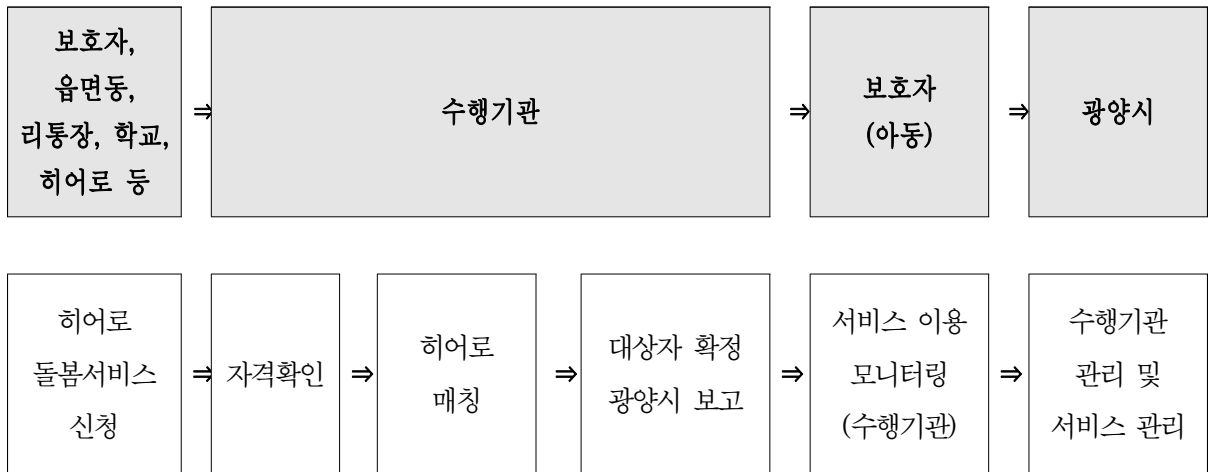 보호자,
읍면동,
리통장, 학교,
히어로 등
⇒
수행기관
⇒
보호자
(아동)
⇒
광양시
히어로
돌봄서비스
신청
⇒
자격확인
⇒
히어로
매칭
⇒
대상자 확정
광양시 보고
⇒
서비스 이용
모니터링
(수행기관)
⇒
수행기관
관리 및
서비스 관리